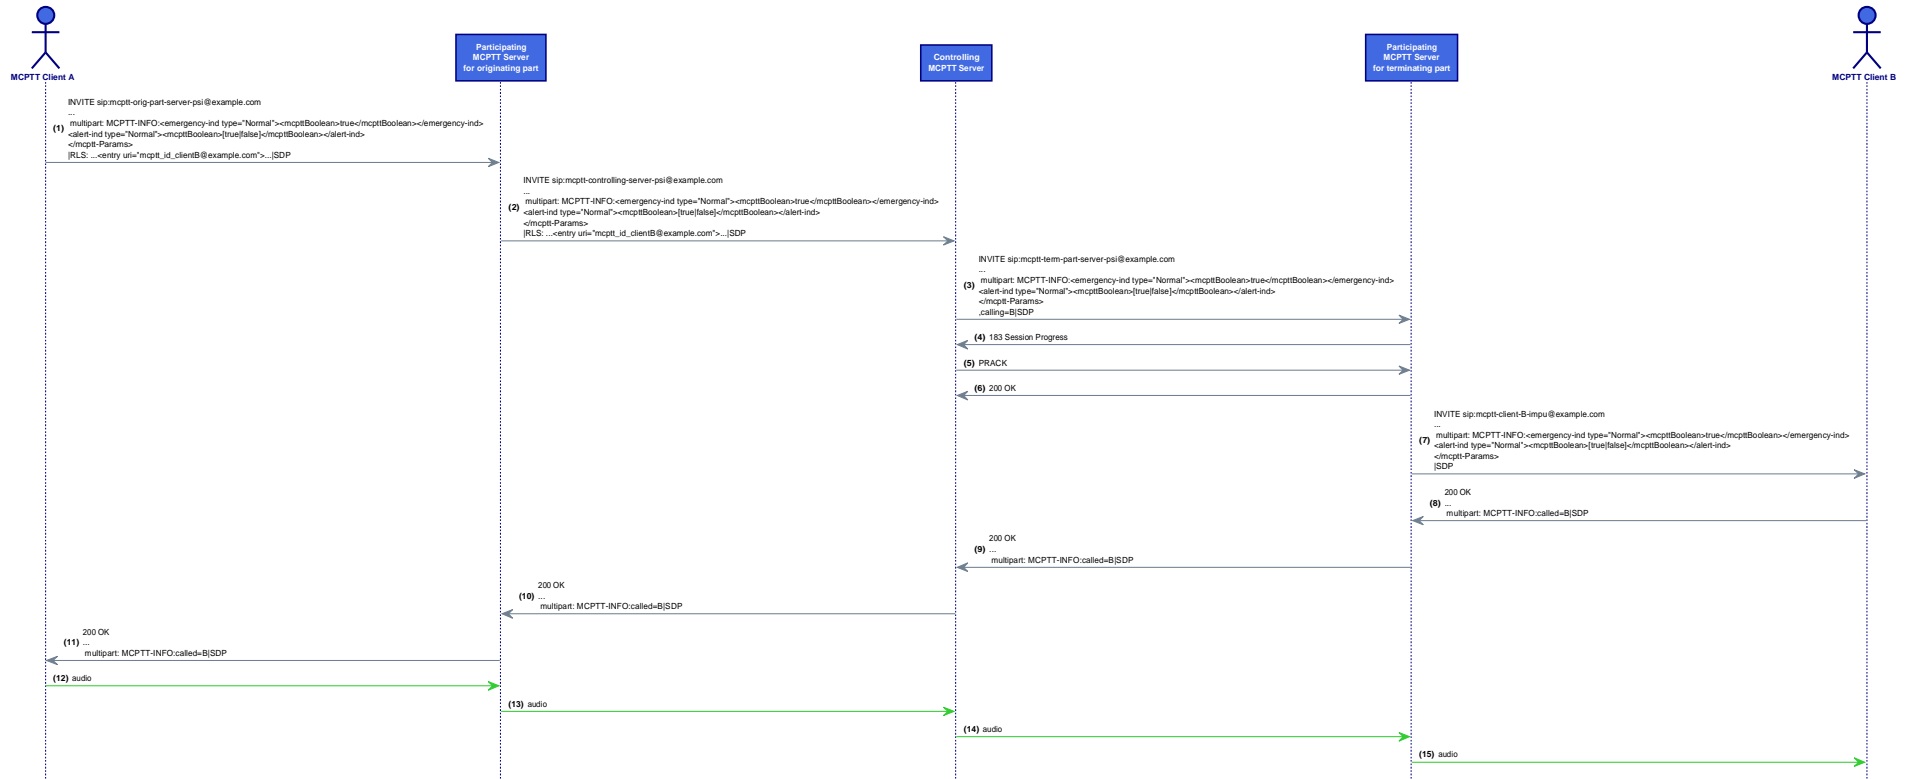 MCPTT Client A
Participating
MCPTT Server
for originating part
Controlling
MCPTT Server
Participating
MCPTT Server
for terminating part
MCPTT Client B
INVITE sip:mcptt-orig-part-server-psi@example.com
...
(1) multipart: MCPTT-INFO:<emergency-ind type="Normal"><mcpttBoolean>true</mcpttBoolean></emergency-ind>
<alert-ind type="Normal"><mcpttBoolean>[true|false]</mcpttBoolean></alert-ind>
</mcptt-Params>
|RLS: ...<entry uri="mcptt_id_clientB@example.com">...|SDP
INVITE sip:mcptt-controlling-server-psi@example.com
...
(2) multipart: MCPTT-INFO:<emergency-ind type="Normal"><mcpttBoolean>true</mcpttBoolean></emergency-ind>
<alert-ind type="Normal"><mcpttBoolean>[true|false]</mcpttBoolean></alert-ind>
</mcptt-Params>
|RLS: ...<entry uri="mcptt_id_clientB@example.com">...|SDP
INVITE sip:mcptt-term-part-server-psi@example.com
...
(3) multipart: MCPTT-INFO:<emergency-ind type="Normal"><mcpttBoolean>true</mcpttBoolean></emergency-ind>
<alert-ind type="Normal"><mcpttBoolean>[true|false]</mcpttBoolean></alert-ind>
</mcptt-Params>
,calling=B|SDP
(4) 183 Session Progress
(5) PRACK
(6) 200 OK
INVITE sip:mcptt-client-B-impu@example.com
...
(7) multipart: MCPTT-INFO:<emergency-ind type="Normal"><mcpttBoolean>true</mcpttBoolean></emergency-ind>
<alert-ind type="Normal"><mcpttBoolean>[true|false]</mcpttBoolean></alert-ind>
</mcptt-Params>
|SDP
200 OK
(8) ...
multipart: MCPTT-INFO:called=B|SDP
200 OK
(9) ...
multipart: MCPTT-INFO:called=B|SDP
200 OK
(10) ...
multipart: MCPTT-INFO:called=B|SDP
200 OK
(11) ...
multipart: MCPTT-INFO:called=B|SDP
(12) audio
(13) audio
(14) audio
(15) audio